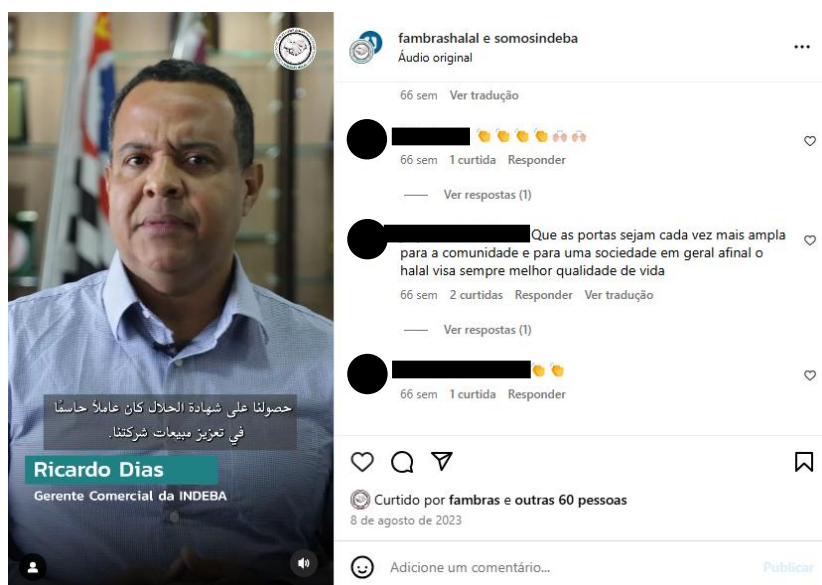 حصولنا على شهادة الحلال كان عاملاً حاسمًا
في تعزيز مبيعات شركتنا.
Ricardo Dias
Gerente Comercial da INDEBA
fambrashalal e somosindeba
Áudio original
66 sem Ver tradução
👏👏👏👏🙌🏻🙌🏻
66 sem 1 curtida Responder
Ver respostas (1)
Que as portas sejam cada vez mais ampla
para a comunidade e para uma sociedade em geral afinal o
halal visa sempre melhor qualidade de vida
66 sem 2 curtidas Responder Ver tradução
Ver respostas (1)
👏👏
66 sem 1 curtida Responder
Curtido por fambras e outras 60 pessoas
8 de agosto de 2023
Adicione um comentário...
Publicar